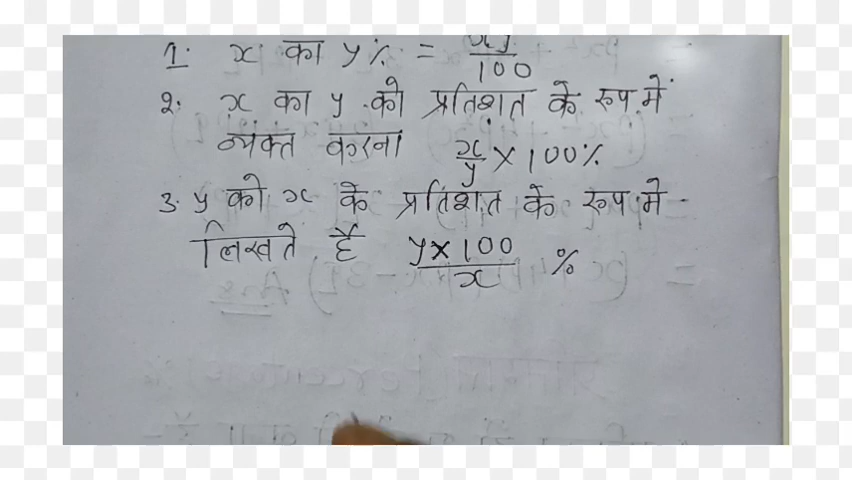 1. x का y% = xy/100
2. x का y को प्रतिशत के रूप में
व्यक्त करना x/y × 100%
3. y को x के प्रतिशत के रूप मे
लिखते है y × 100/x %